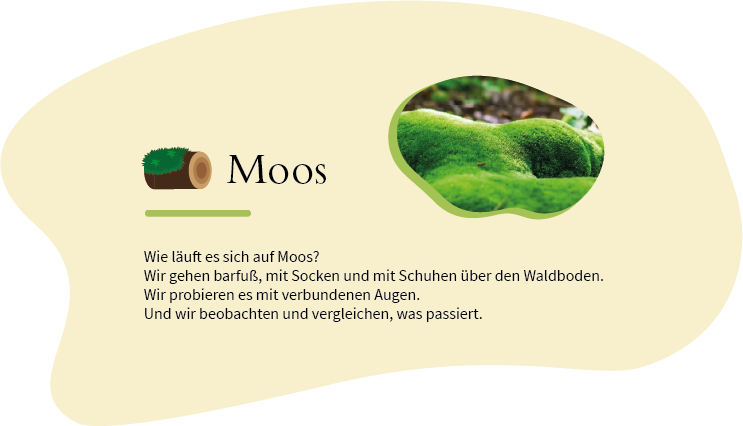 Moos
Wie läuft es sich auf Moos?
Wir gehen barfuß, mit Socken und mit Schuhen über den Waldboden.
Wir probieren es mit verbundenen Augen.
Und wir beobachten und vergleichen, was passiert.